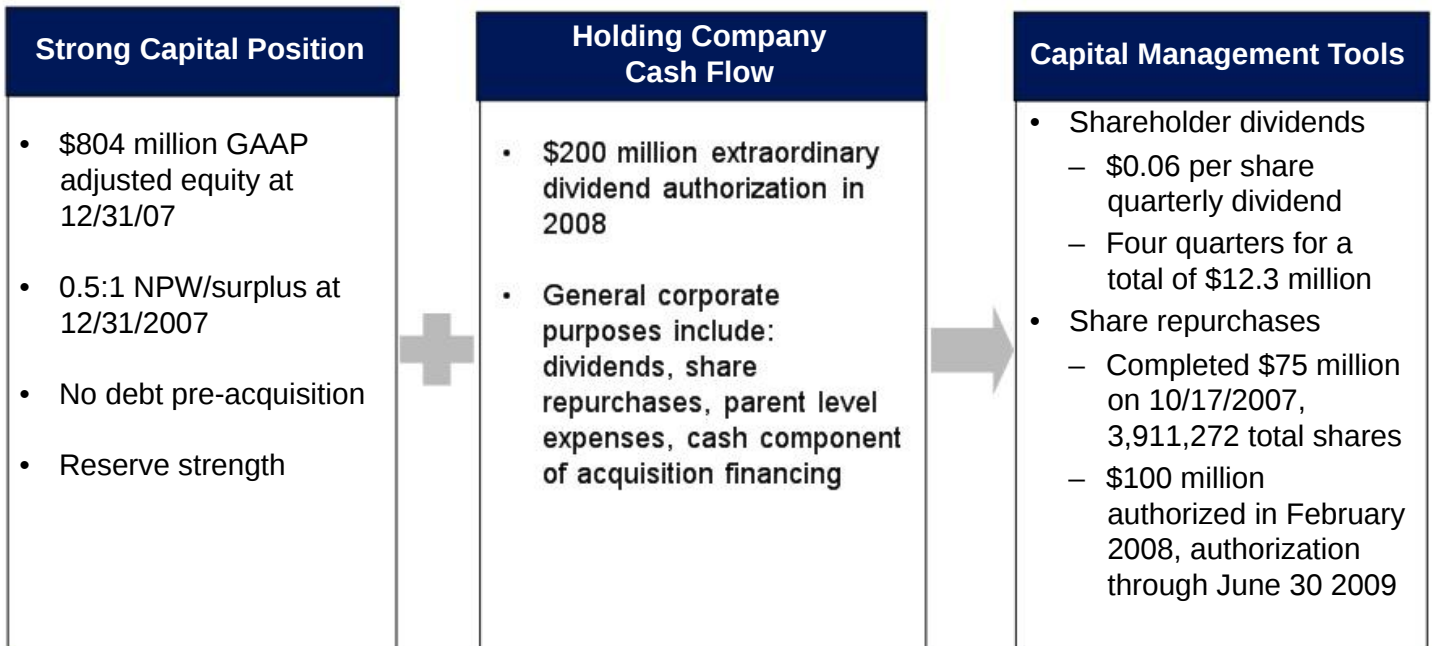 Strong Capital Position
• $804 million GAAP
adjusted equity at
12/31/07
• 0.5:1 NPW/surplus at
12/31/2007
• No debt pre-acquisition
• Reserve strength
Holding Company
Cash Flow
• $200 million extraordinary
dividend authorization in
2008
• General corporate
purposes include:
dividends, share
repurchases, parent level
expenses, cash component
of acquisition financing
Capital Management Tools
• Shareholder dividends
– $0.06 per share
quarterly dividend
– Four quarters for a
total of $12.3 million
• Share repurchases
– Completed $75 million
on 10/17/2007,
3,911,272 total shares
– $100 million
authorized in February
2008, authorization
through June 30 2009